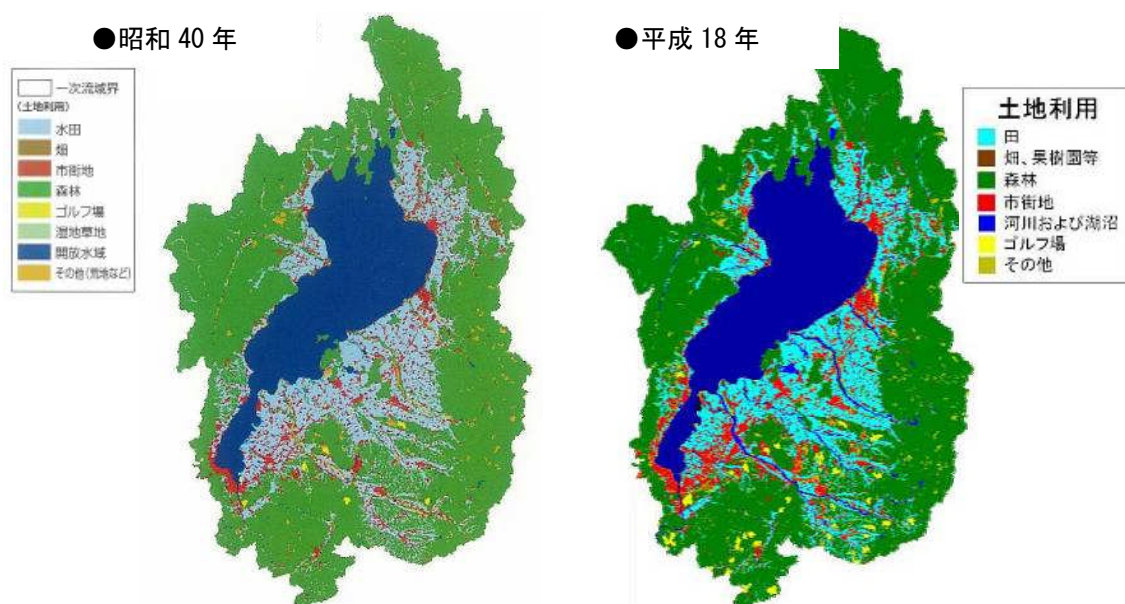 ●昭和 40 年
一次流域界
(土地利用)
水田
畑
市街地
森林
ゴルフ場
湿地草地
開放水域
その他(荒地など)
●平成 18 年
土地利用
田
畑、果樹園等
森林
市街地
河川および湖沼
ゴルフ場
その他